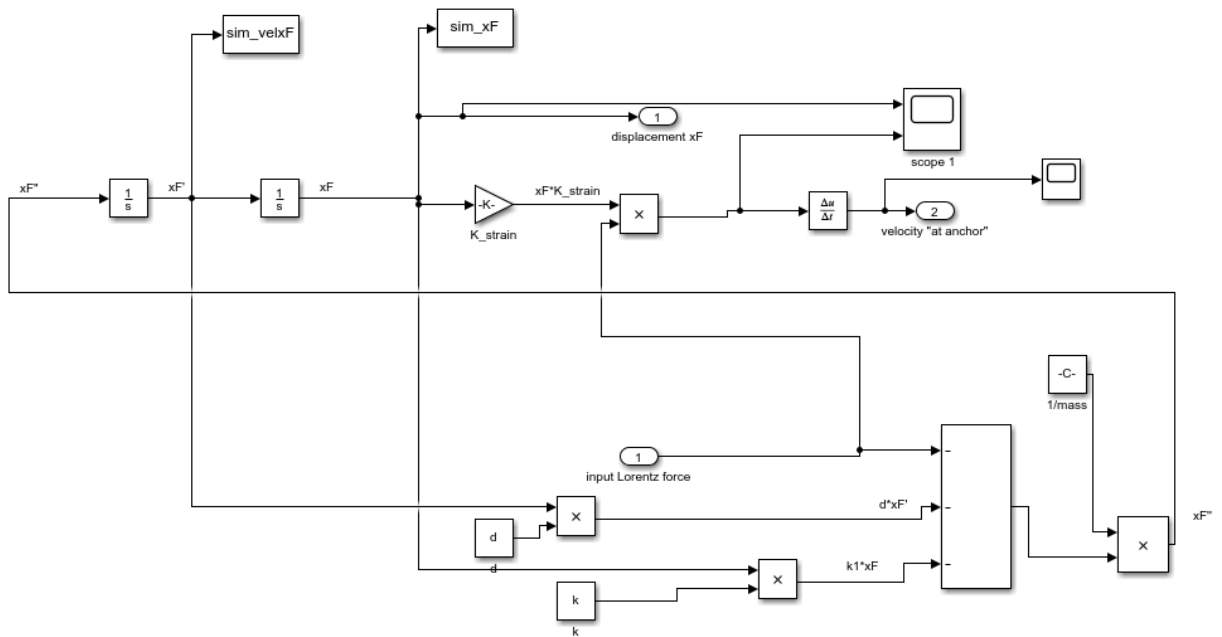 sim_velxF
sim_xF
1
displacement xF
scope 1
xF"
1
s
xF'
1
s
xF
-K-
K_strain
xF*K_strain
×
Δu
Δt
2
velocity "at anchor"
-C-
1/mass
1
input Lorentz force
-
d*xF'
-
×
d
d
k1*xF
-
×
k
k
×
xF"